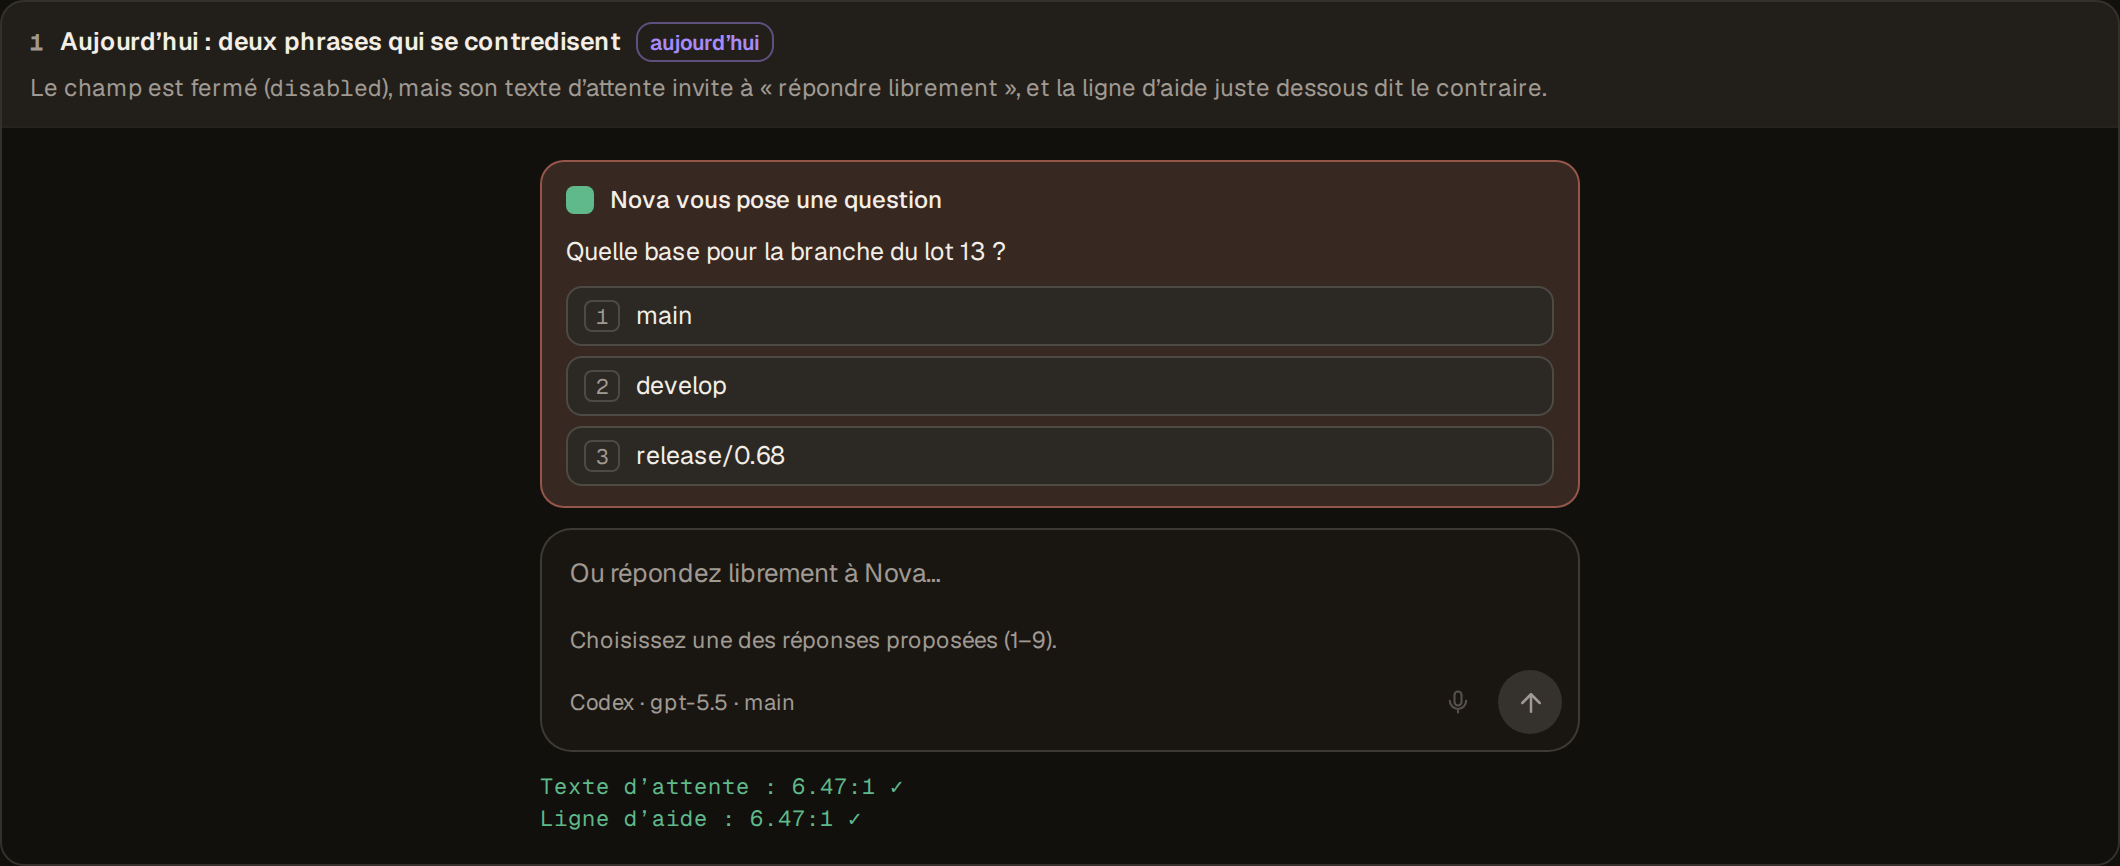 1 Aujourd’hui : deux phrases qui se contredisent aujourd’hui
Le champ est fermé (disabled), mais son texte d’attente invite à « répondre librement », et la ligne d’aide juste dessous dit le contraire.
Nova vous pose une question
Quelle base pour la branche du lot 13 ?
1 main
2 develop
3 release/0.68
Ou répondez librement à Nova…
Choisissez une des réponses proposées (1–9).
Codex · gpt-5.5 · main
Texte d’attente : 6.47:1 ✓
Ligne d’aide : 6.47:1 ✓